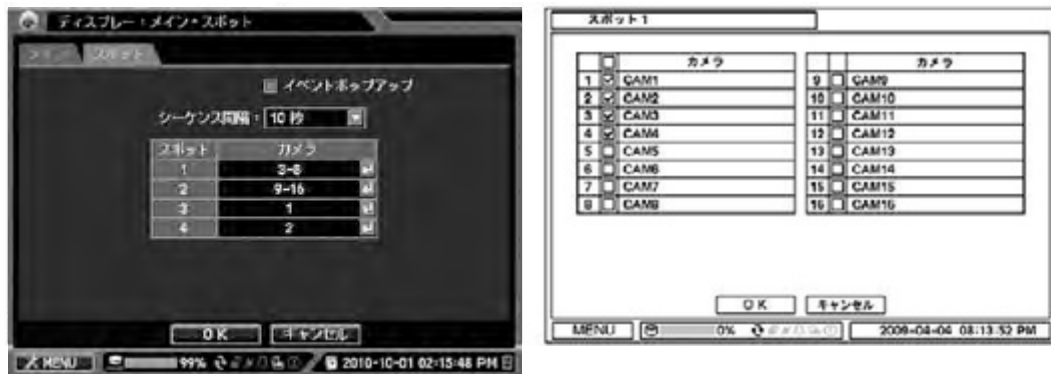 ディスプレー：メイン・スポット
メイン スポット
イベントポップアップ
シーケンス間隔： 10 秒
スポット カメラ
1 3-8
2 9-16
3 1
4 2
OK キャンセル
MENU 99% 2010-10-01 02:15:48 PM
スポット 1
カメラ
1 CAM1
2 CAM2
3 CAM3
4 CAM4
5 CAM5
6 CAM6
7 CAM7
8 CAM8
カメラ
9 CAM9
10 CAM10
11 CAM11
12 CAM12
13 CAM13
14 CAM14
15 CAM15
16 CAM16
OK キャンセル
MENU 0% 2009-04-04 08:13:52 PM